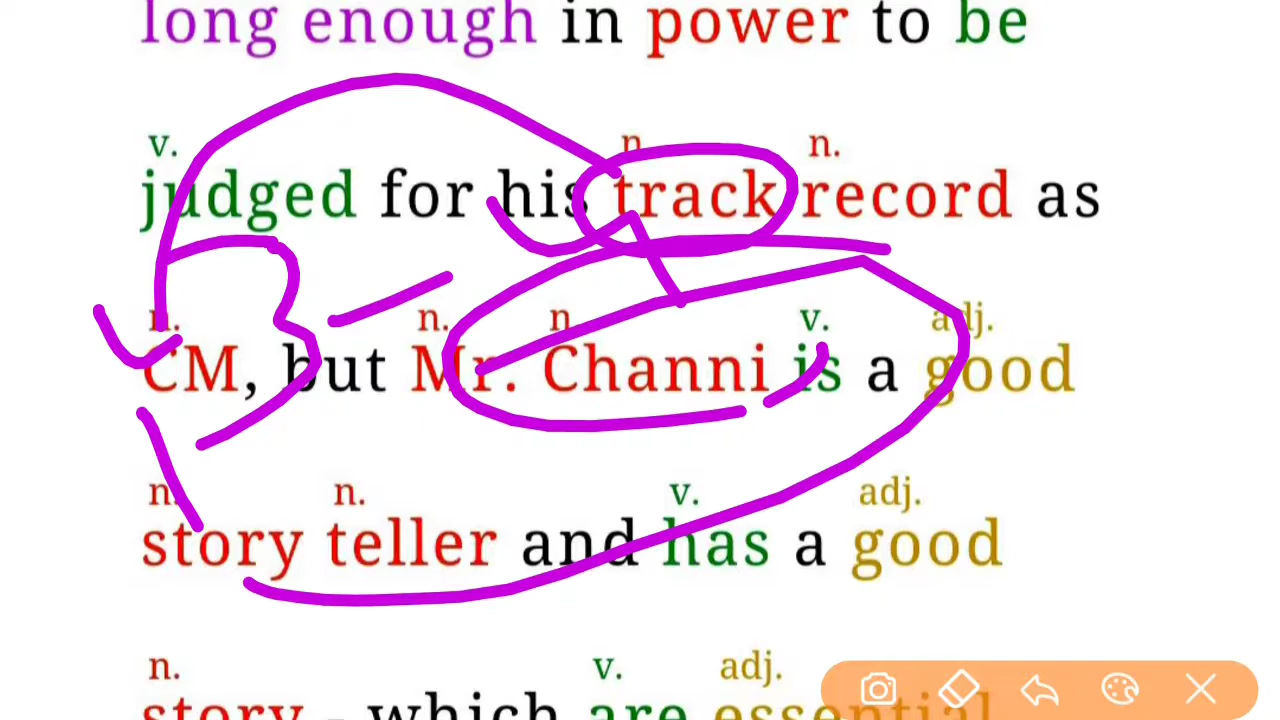 long enough in power to be
v. n. n.
judged for his track record as
n. n. n v. adj.
CM, but Mr. Channi is a good
n. n. v. adj.
story teller and has a good
n. v. adj.
story - which are essential